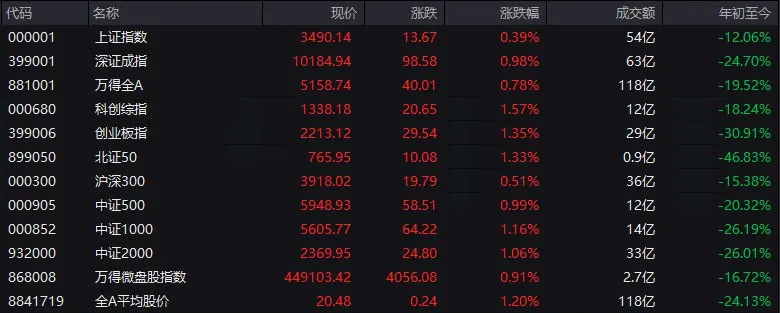 代码 名称 现价 涨跌 涨跌幅 成交额 年初至今
000001 上证指数 3490.14 13.67 0.39% 54亿 -12.06%
399001 深证成指 10184.94 98.58 0.98% 63亿 -24.70%
881001 万得全A 5158.74 40.01 0.78% 118亿 -19.52%
000680 科创综指 1338.18 20.65 1.57% 12亿 -18.24%
399006 创业板指 2213.12 29.54 1.35% 29亿 -30.91%
899050 北证50 765.95 10.08 1.33% 0.9亿 -46.83%
000300 沪深300 3918.02 19.79 0.51% 36亿 -15.38%
000905 中证500 5948.93 58.51 0.99% 12亿 -20.32%
000852 中证1000 5605.77 64.22 1.16% 14亿 -26.19%
932000 中证2000 2369.95 24.80 1.06% 33亿 -26.01%
868008 万得微盘股指数 449103.42 4056.08 0.91% 2.7亿 -16.72%
8841719 全A平均股价 20.48 0.24 1.20% 118亿 -24.13%